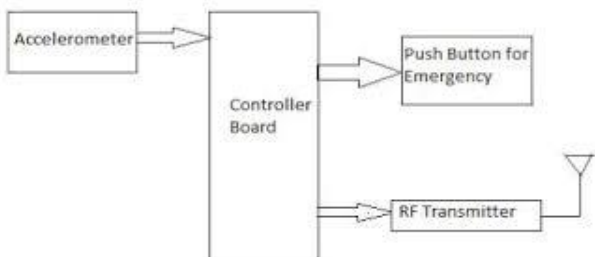 Accelerometer
Push Button for
Emergency
Controller
Board
RF Transmitter